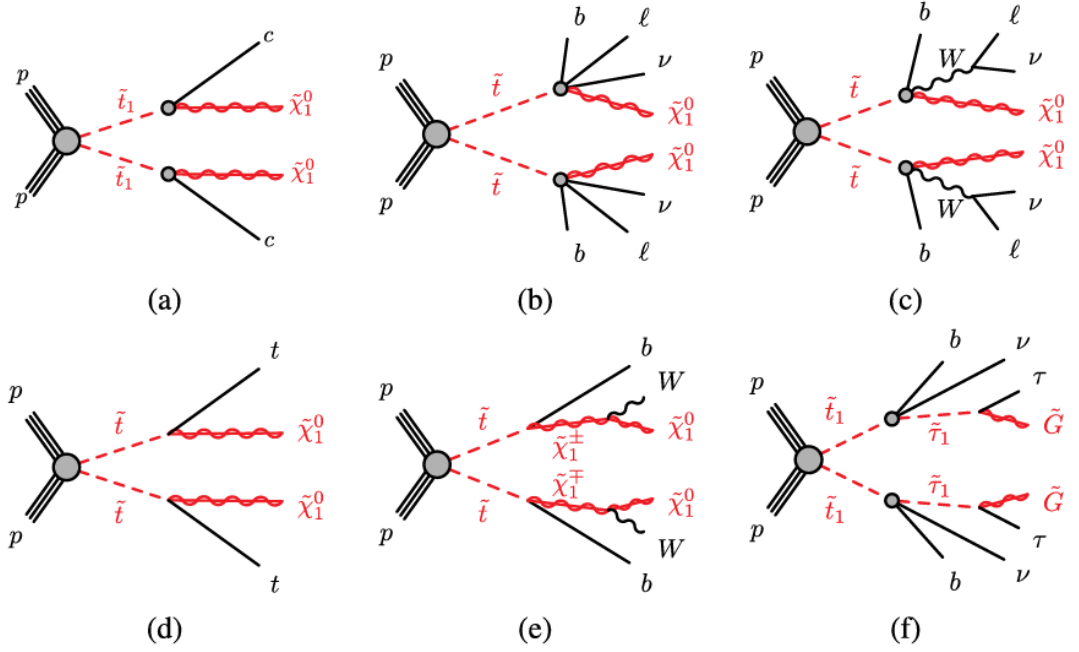 p
p
t̃₁
t̃₁
c
χ̃₁⁰
χ̃₁⁰
c
(a)
p
p
t̃
t̃
b
ℓ
ν
χ̃₁⁰
χ̃₁⁰
ν
ℓ
b
(b)
p
p
t̃
t̃
b
W
ℓ
ν
χ̃₁⁰
χ̃₁⁰
W
ν
ℓ
b
(c)
p
p
t̃
t̃
t
χ̃₁⁰
χ̃₁⁰
t
(d)
p
p
t̃
t̃
b
W
χ̃₁±
χ̃₁⁰
χ̃₁∓
χ̃₁⁰
W
b
(e)
p
p
t̃₁
t̃₁
b
ν
τ
τ̃₁
G̃
τ̃₁
G̃
τ
ν
b
(f)